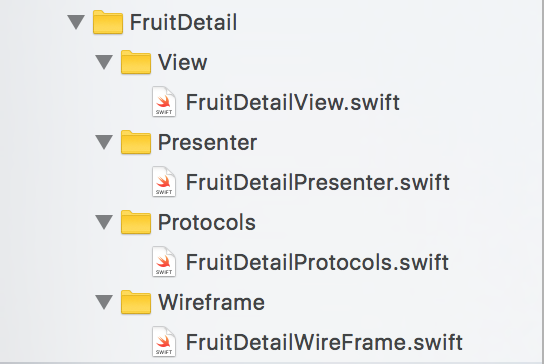 FruitDetail
View
FruitDetailView.swift
Presenter
FruitDetailPresenter.swift
Protocols
FruitDetailProtocols.swift
Wireframe
FruitDetailWireFrame.swift